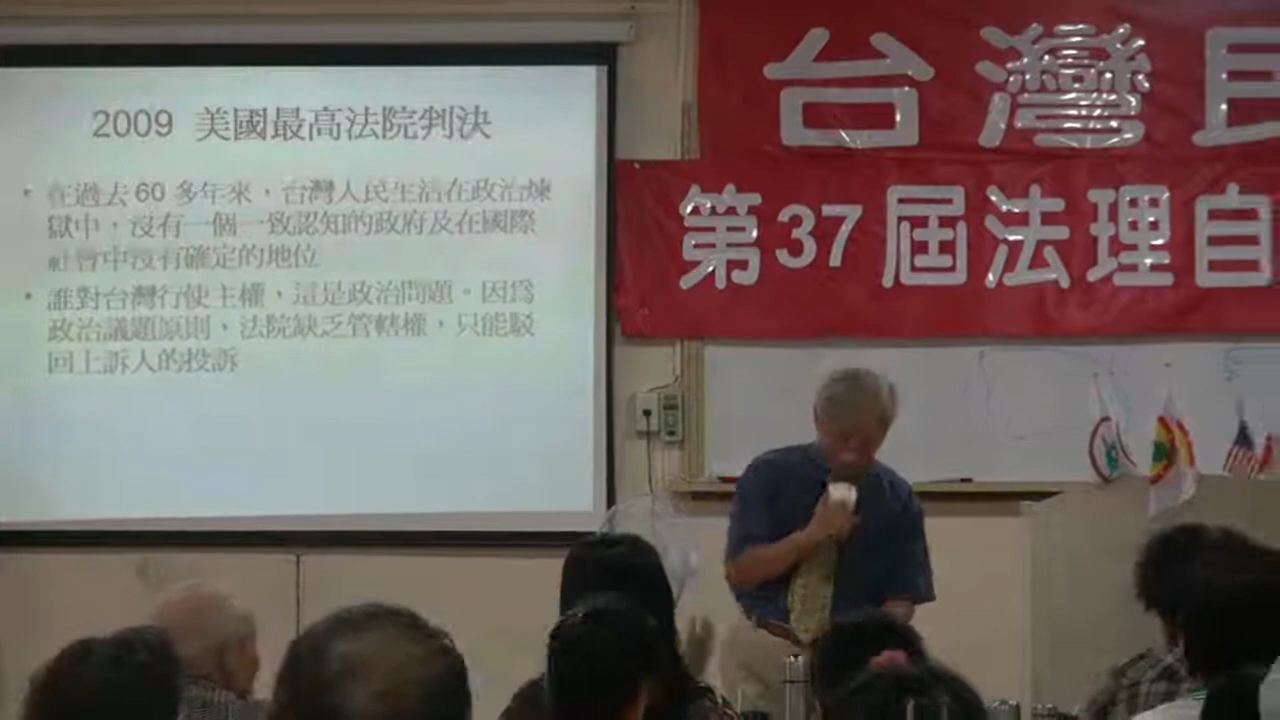 2009 美國最高法院判決
• 在過去 60 多年來，台灣人民生活在政治煉
獄中，沒有一個一致認知的政府及在國際
社會中沒有確定的地位
• 誰對台灣行使主權，這是政治問題。因為
政治議題原則，法院缺乏管轄權，只能駁
回上訴人的投訴
台灣民
第37屆法理自